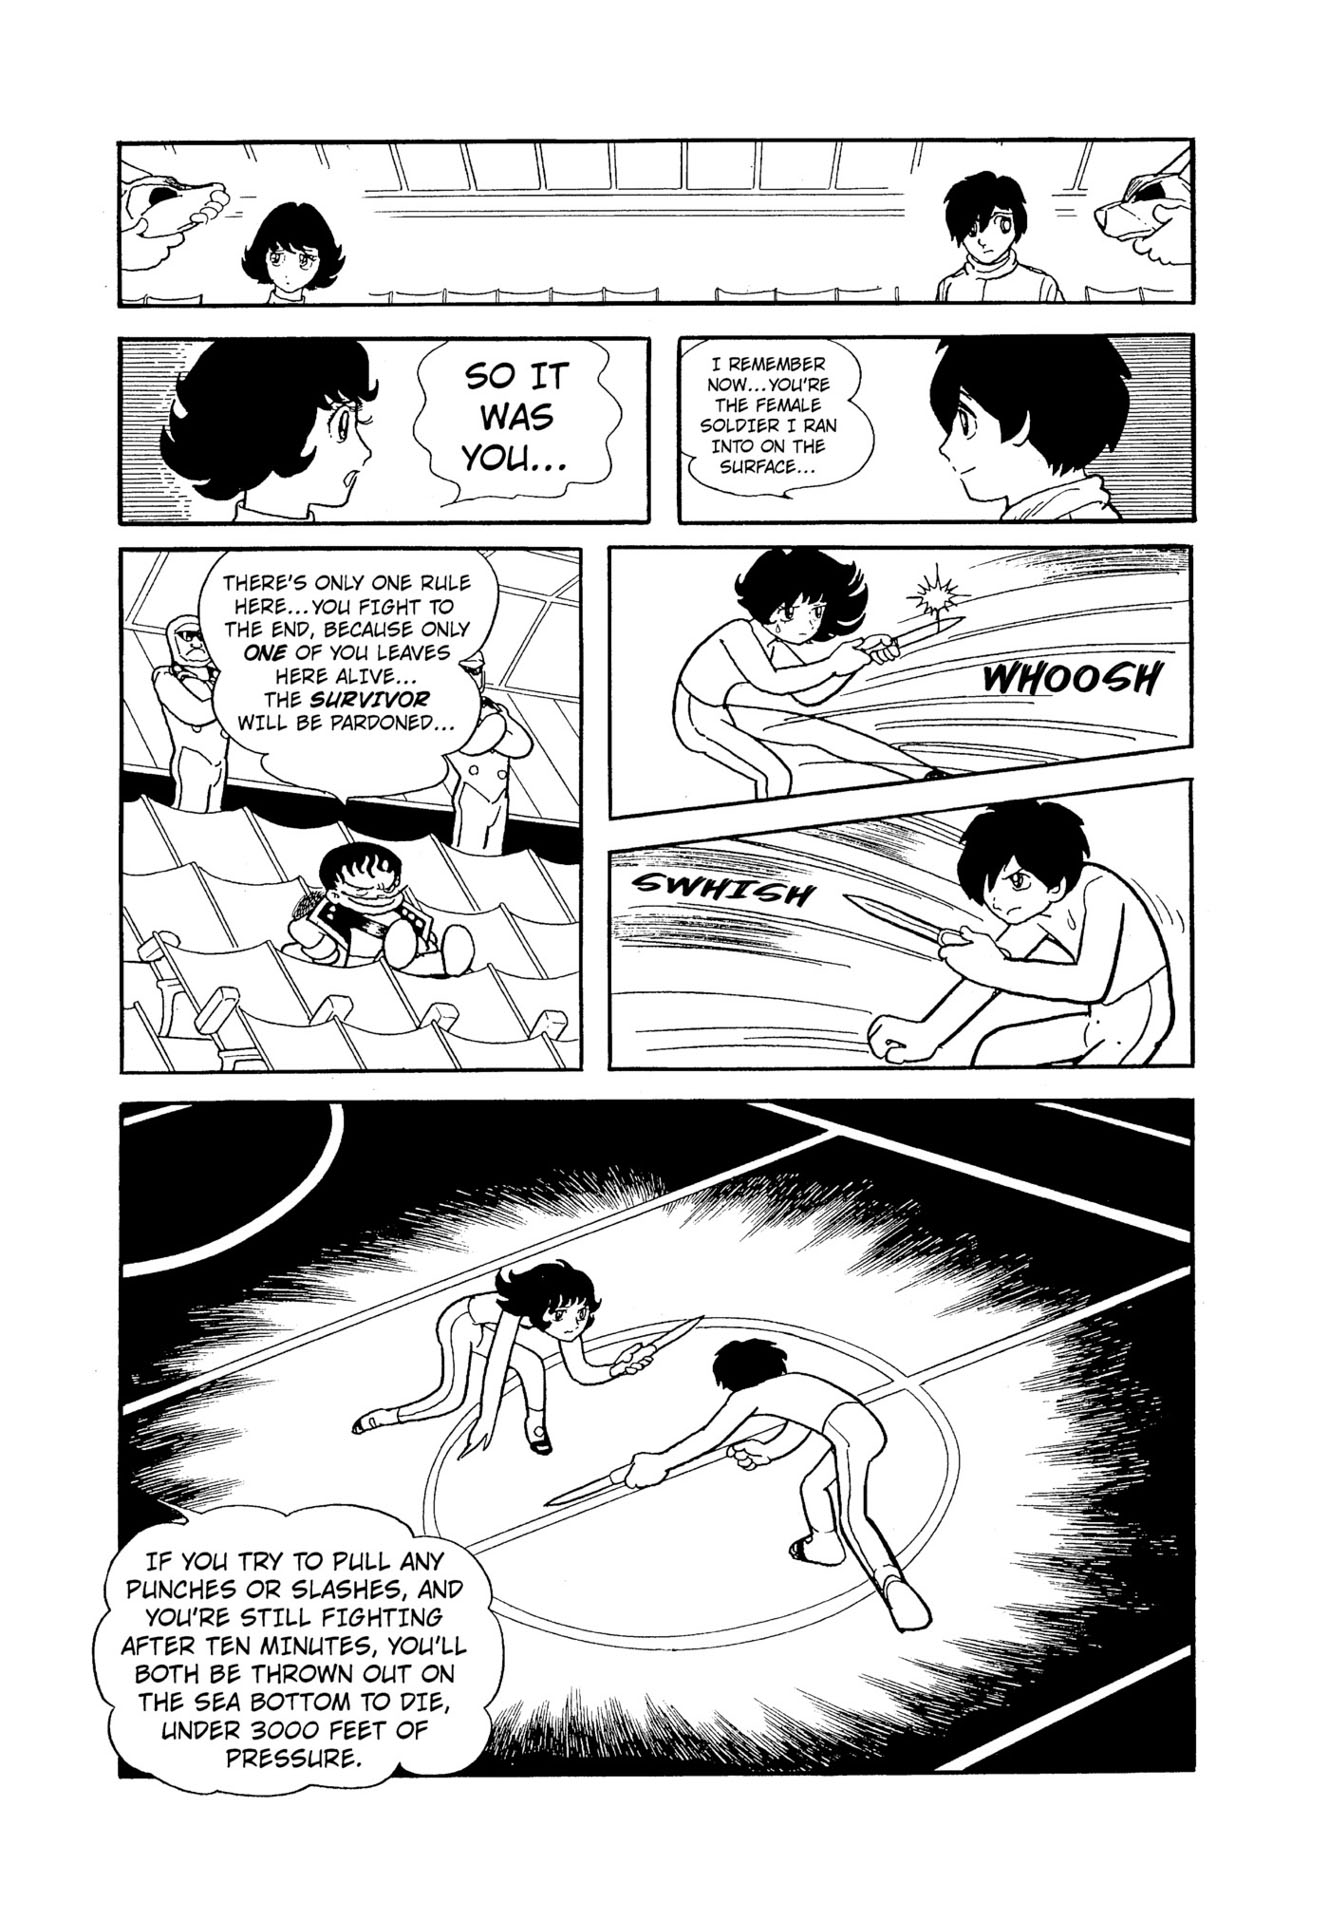 SO IT
WAS
YOU...
I REMEMBER
NOW...YOU'RE
THE FEMALE
SOLDIER I RAN
INTO ON THE
SURFACE...
THERE'S ONLY ONE RULE
HERE...YOU FIGHT TO
THE END, BECAUSE ONLY
ONE OF YOU LEAVES
HERE ALIVE...
THE SURVIVOR
WILL BE PARDONED...
WHOOSH
SWHISH
IF YOU TRY TO PULL ANY
PUNCHES OR SLASHES, AND
YOU'RE STILL FIGHTING
AFTER TEN MINUTES, YOU'LL
BOTH BE THROWN OUT ON
THE SEA BOTTOM TO DIE,
UNDER 3000 FEET OF
PRESSURE.